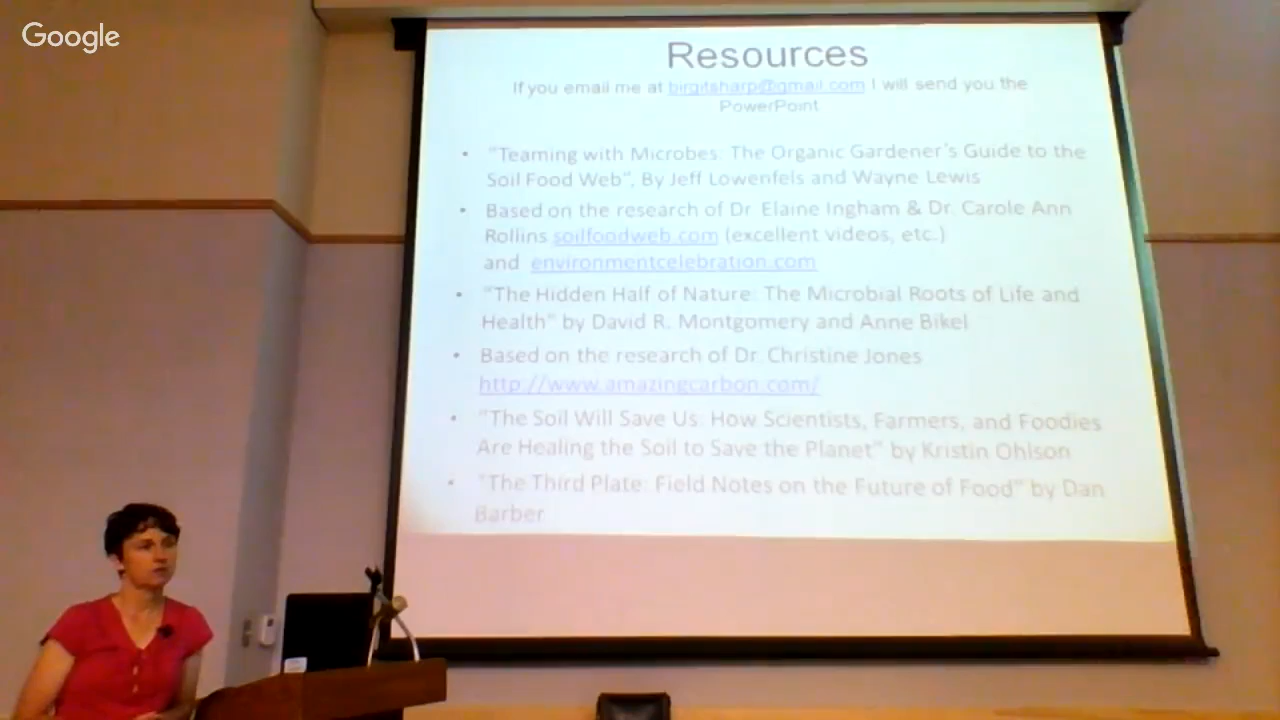 Google
Resources
If you email me at birgitsharp@gmail.com I will send you the
PowerPoint
• "Teaming with Microbes: The Organic Gardener's Guide to the
Soil Food Web", By Jeff Lowenfels and Wayne Lewis
• Based on the research of Dr. Elaine Ingham & Dr. Carole Ann
Rollins soilfoodweb.com (excellent videos, etc.)
and environmentcelebration.com
• "The Hidden Half of Nature: The Microbial Roots of Life and
Health" by David R. Montgomery and Anne Bikel
• Based on the research of Dr. Christine Jones
http://www.amazingcarbon.com/
• "The Soil Will Save Us: How Scientists, Farmers, and Foodies
Are Healing the Soil to Save the Planet" by Kristin Ohlson
• "The Third Plate: Field Notes on the Future of Food" by Dan
Barber